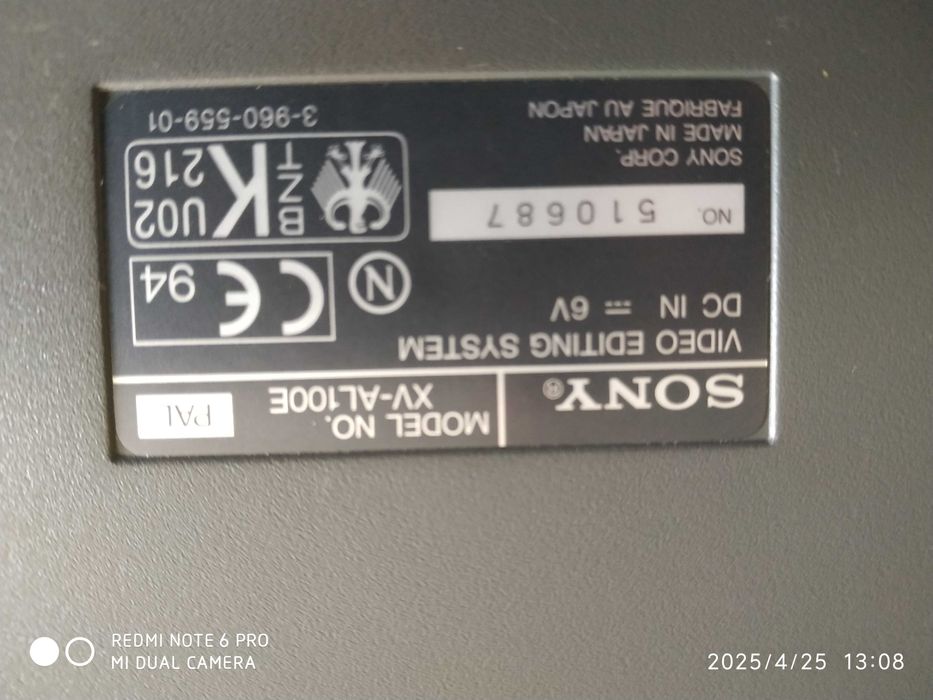 SONY®
MODEL NO.
XV-AL100E
PAL
VIDEO EDITING SYSTEM
DC IN ⎓ 6V
N
CE 94
NO. 510687
BZT
K
U02
216
SONY CORP.
MADE IN JAPAN
FABRIQUE AU JAPON
3-960-559-01
REDMI NOTE 6 PRO
MI DUAL CAMERA
2025/4/25 13:08